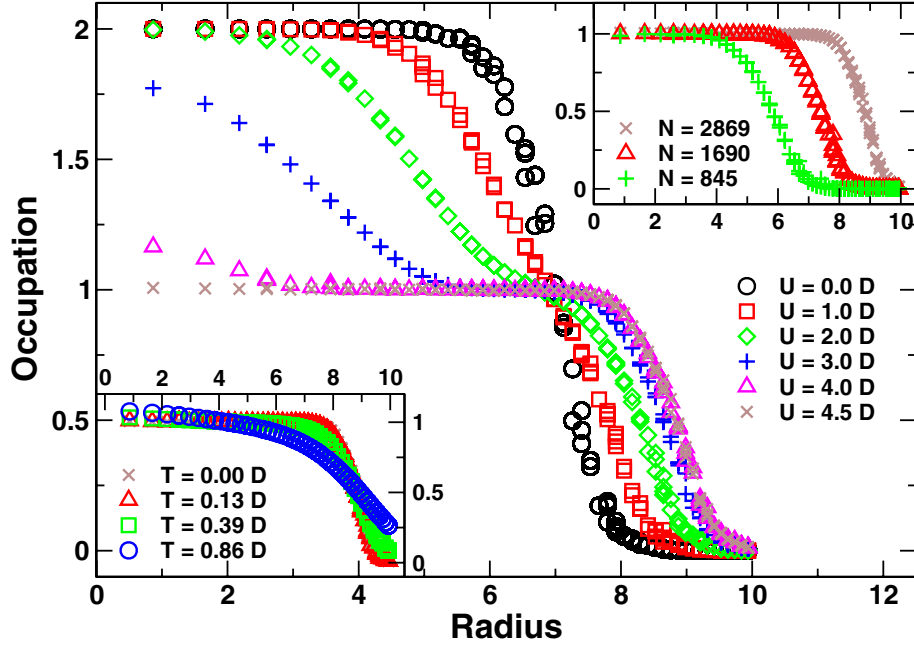 2
1.5
1
0.5
0
0 2 4 6 8 10 12
Occupation
Radius
U = 0.0 D
U = 1.0 D
U = 2.0 D
U = 3.0 D
U = 4.0 D
U = 4.5 D
1
0.5
0
0 2 4 6 8 10
N = 2869
N = 1690
N = 845
0 2 4 6 8 10
1
0.5
0
T = 0.00 D
T = 0.13 D
T = 0.39 D
T = 0.86 D